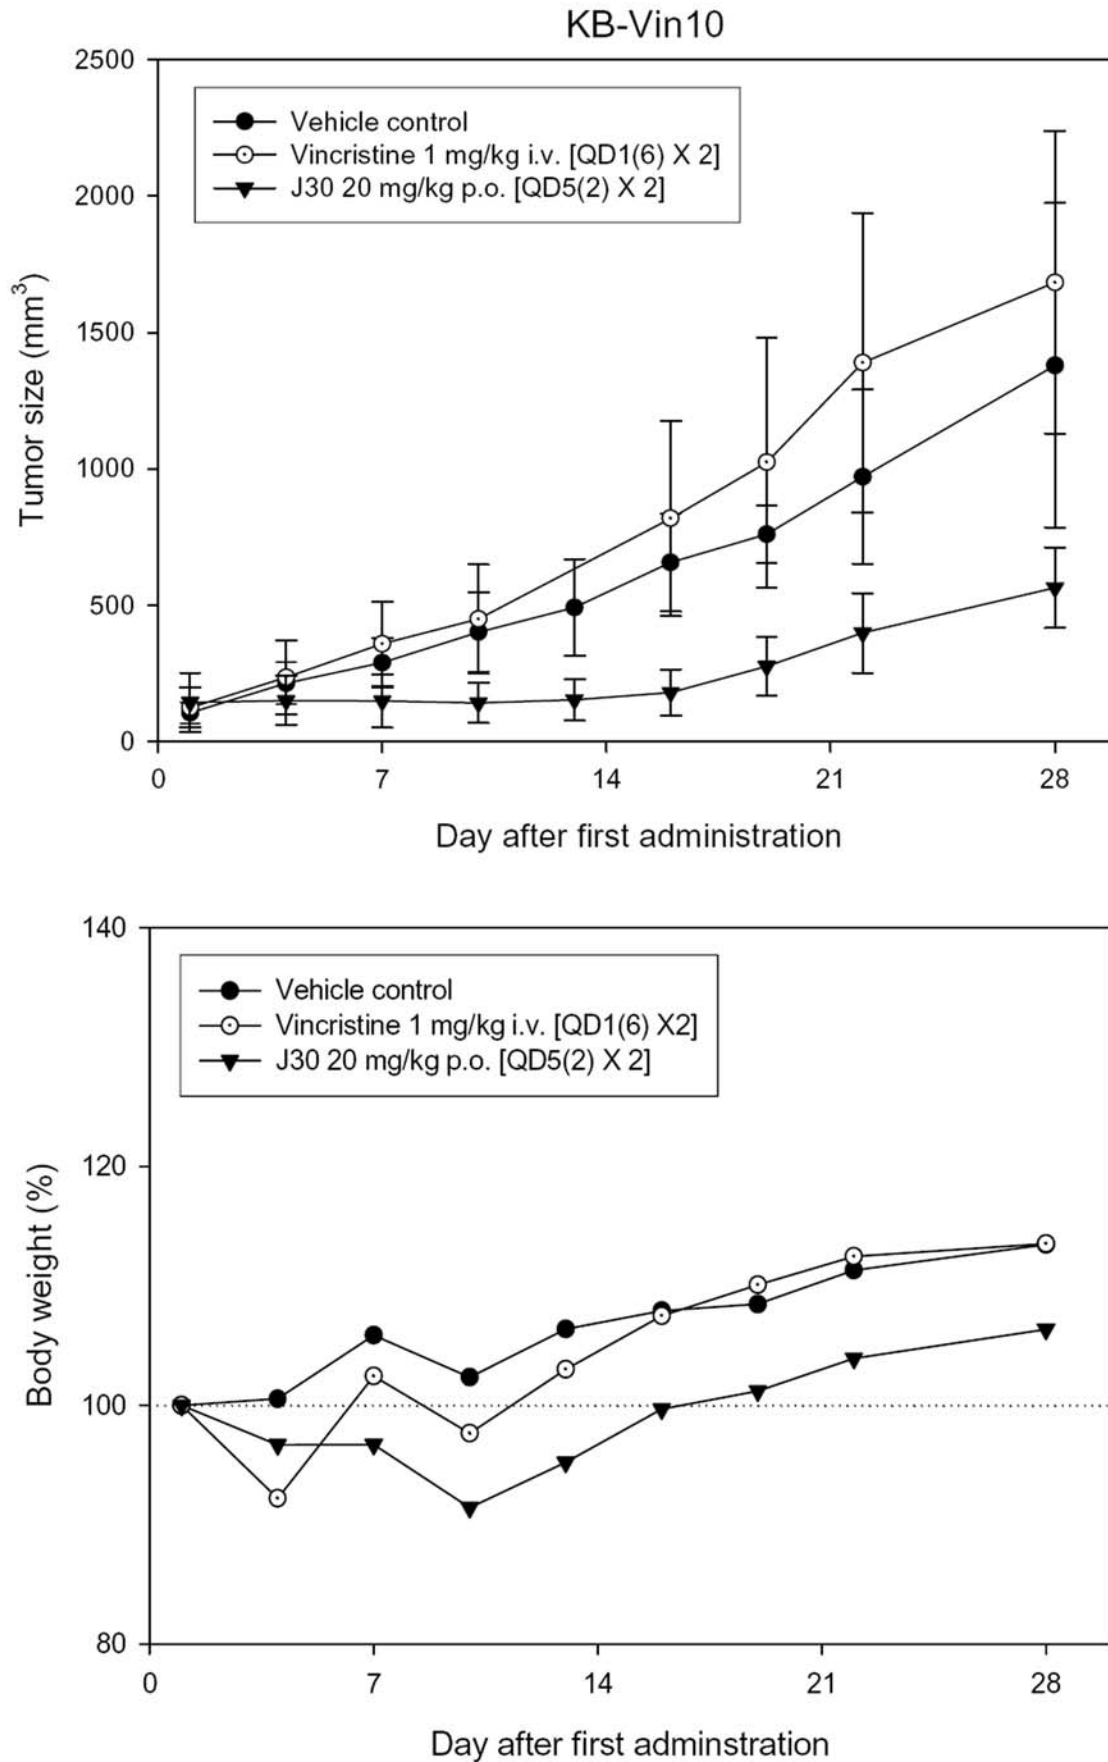 KB-Vin10
2500
2000
1500
1000
500
0
Tumor size (mm³)
Vehicle control
Vincristine 1 mg/kg i.v. [QD1(6) X 2]
J30 20 mg/kg p.o. [QD5(2) X 2]
0 7 14 21 28
Day after first administration
140
120
100
80
Body weight (%)
Vehicle control
Vincristine 1 mg/kg i.v. [QD1(6) X2]
J30 20 mg/kg p.o. [QD5(2) X 2]
0 7 14 21 28
Day after first adminstration